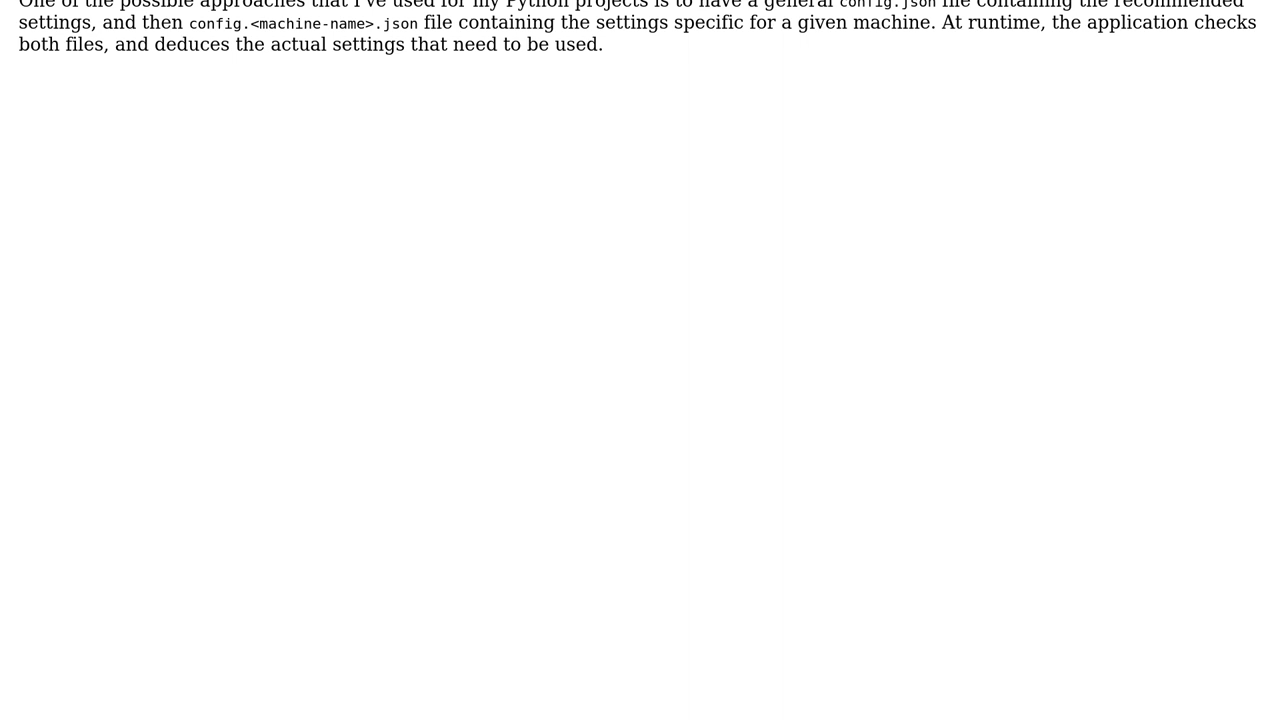 One of the possible approaches that I've used for my Python projects is to have a general config.json file containing the recommended
settings, and then config.<machine-name>.json file containing the settings specific for a given machine. At runtime, the application checks
both files, and deduces the actual settings that need to be used.